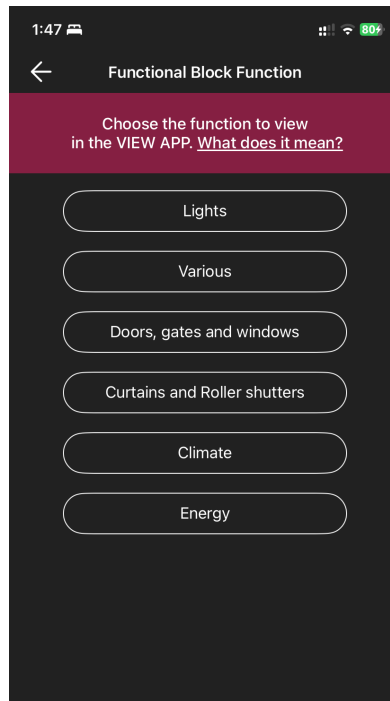 1:47
80
Functional Block Function
Choose the function to view
in the VIEW APP. What does it mean?
Lights
Various
Doors, gates and windows
Curtains and Roller shutters
Climate
Energy